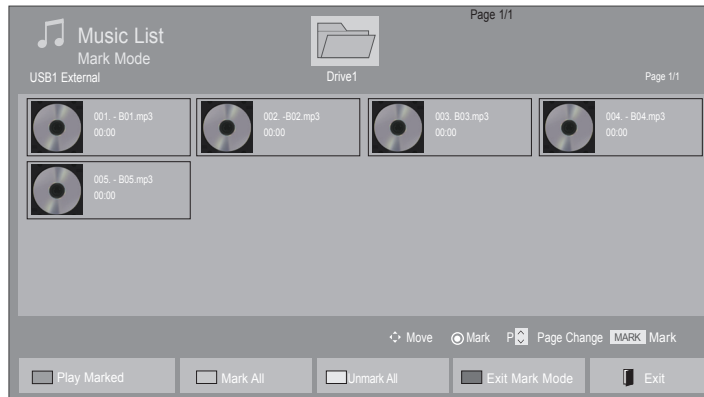 Page 1/1
Music List
Mark Mode
USB1 External
Drive1
Page 1/1
001. - B01.mp3
00:00
002. -B02.mp3
00:00
003. B03.mp3
00:00
004. - B04.mp3
00:00
005. - B05.mp3
00:00
Move Mark P Page Change MARK Mark
Play Marked Mark All Unmark All Exit Mark Mode Exit